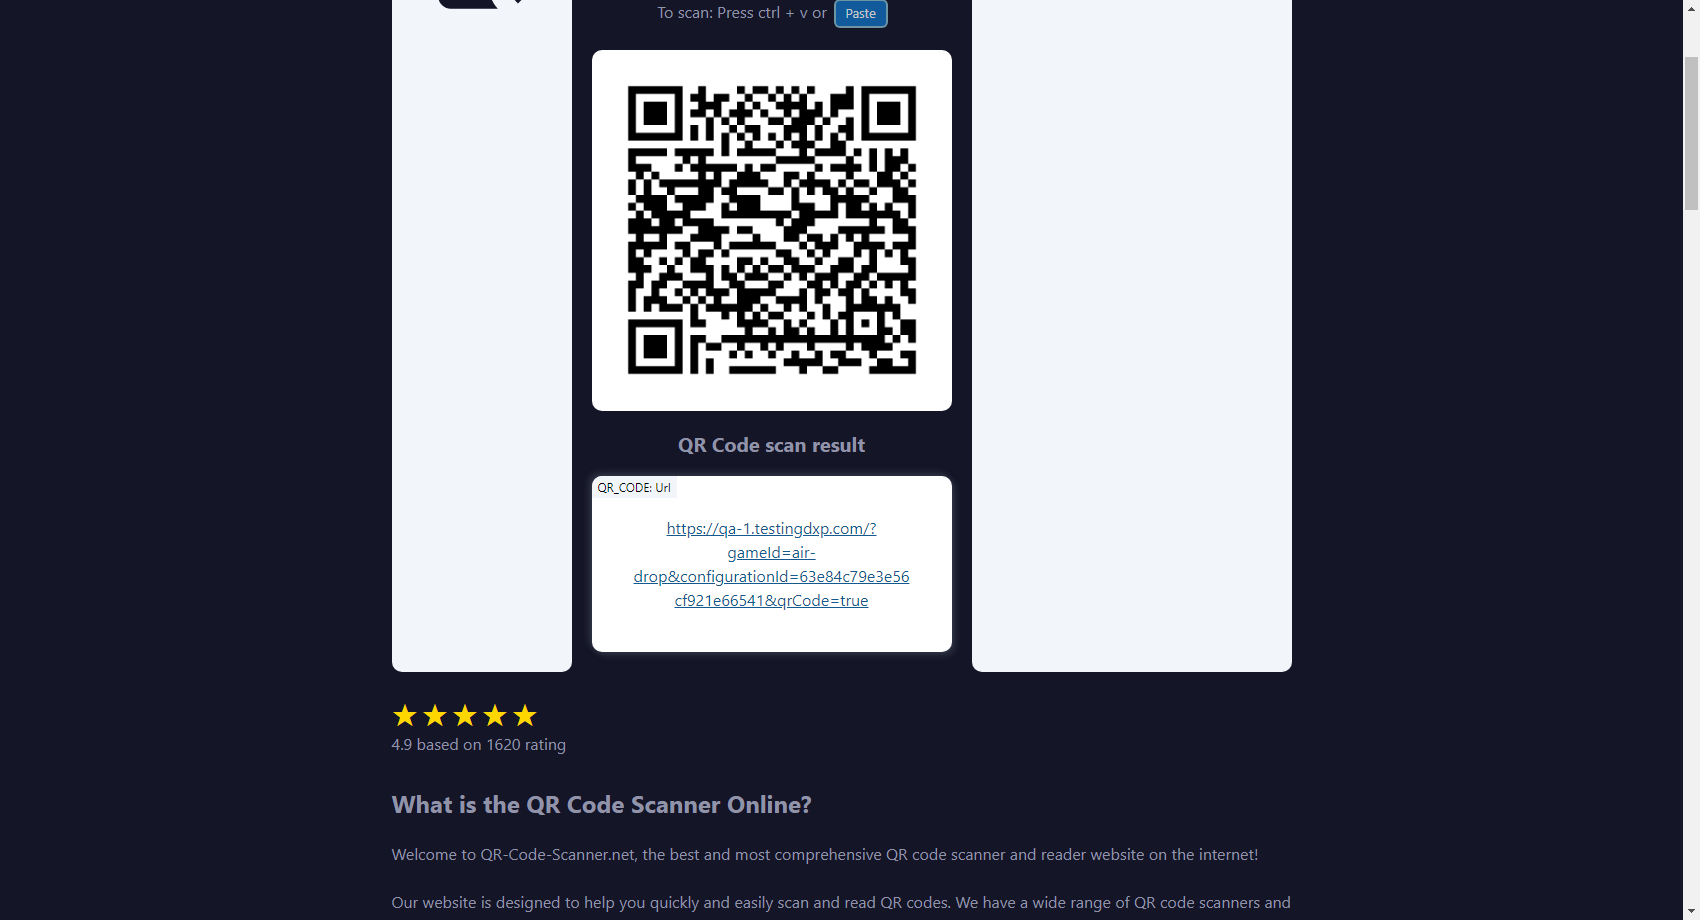 To scan: Press ctrl + v or Paste
QR Code scan result
QR_CODE: Url
https://qa-1.testingdxp.com/?
gameId=air-
drop&configurationId=63e84c79e3e56
cf921e66541&qrCode=true
4.9 based on 1620 rating
What is the QR Code Scanner Online?
Welcome to QR-Code-Scanner.net, the best and most comprehensive QR code scanner and reader website on the internet!
Our website is designed to help you quickly and easily scan and read QR codes. We have a wide range of QR code scanners and